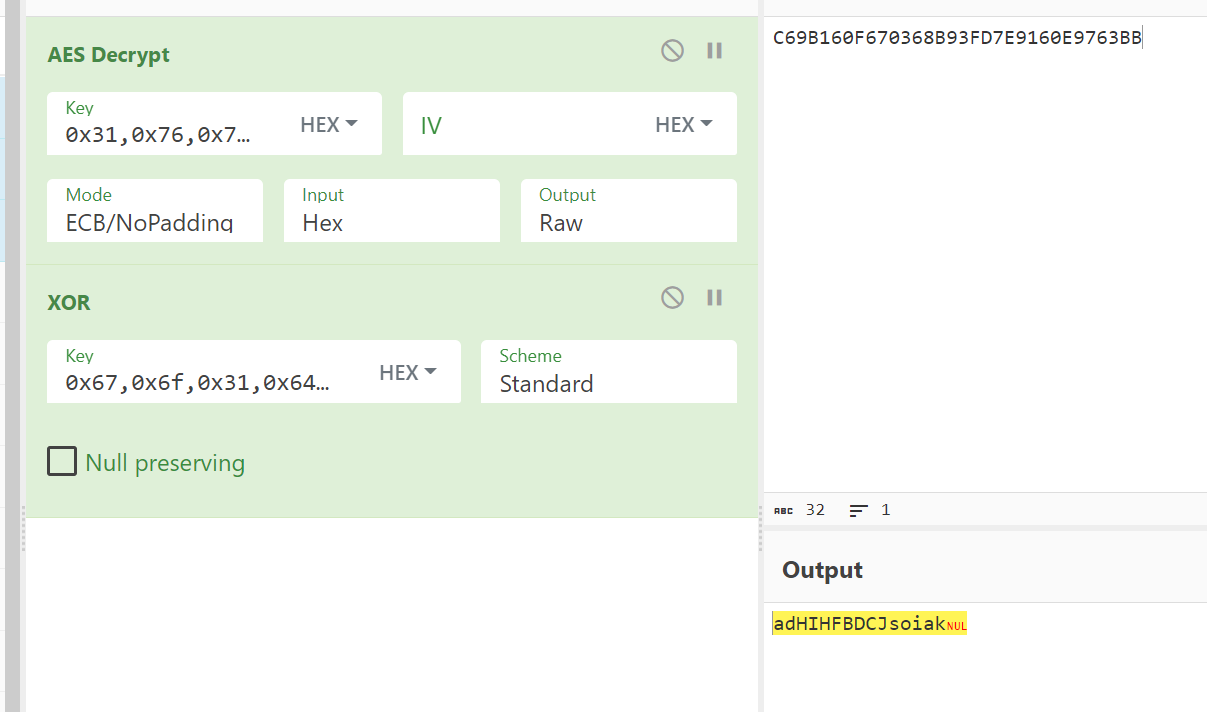 AES Decrypt
Key
0x31,0x76,0x7…
HEX
IV
HEX
Mode
ECB/NoPadding
Input
Hex
Output
Raw
XOR
Key
0x67,0x6f,0x31,0x64…
HEX
Scheme
Standard
Null preserving
C69B160F670368B93FD7E9160E9763BB
ABC 32 1
Output
adHIHFBDCJsoiakNUL